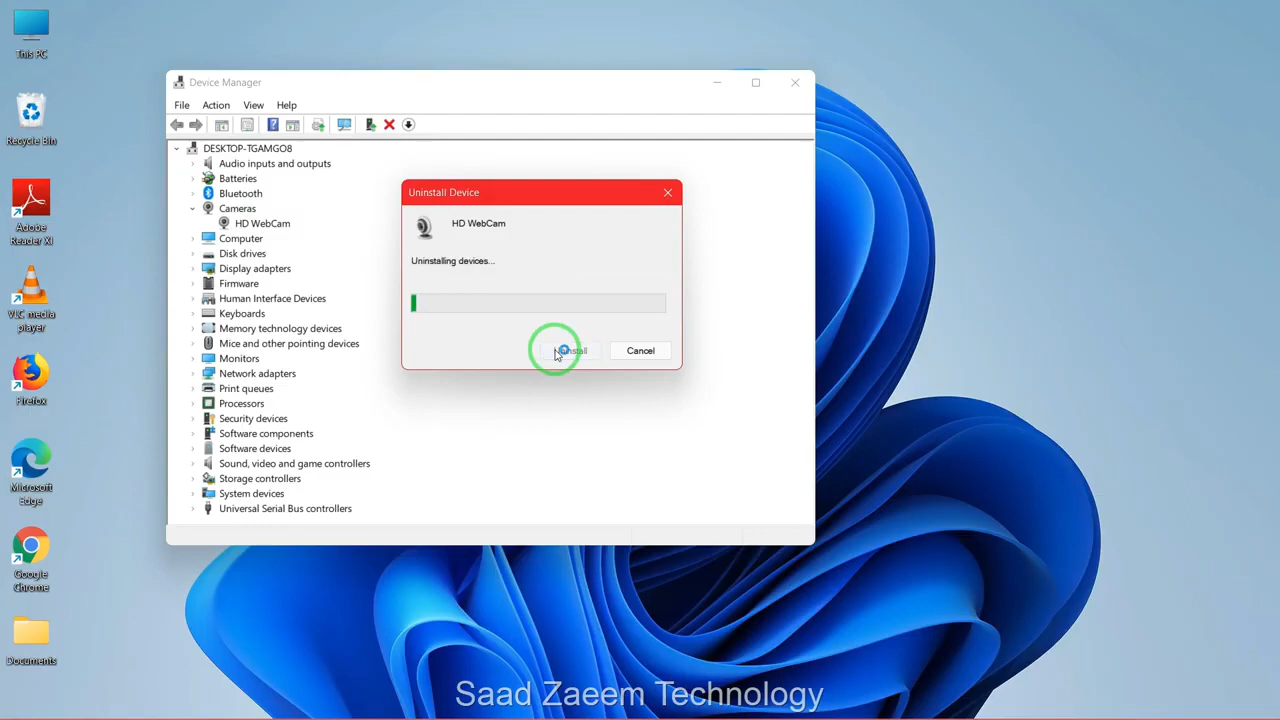 This PC
Recycle Bin
Adobe
Reader XI
VLC media
player
Firefox
Microsoft
Edge
Google
Chrome
Documents
Device Manager
File Action View Help
DESKTOP-TGAMGO8
Audio inputs and outputs
Batteries
Bluetooth
Cameras
HD WebCam
Computer
Disk drives
Display adapters
Firmware
Human Interface Devices
Keyboards
Memory technology devices
Mice and other pointing devices
Monitors
Network adapters
Print queues
Processors
Security devices
Software components
Software devices
Sound, video and game controllers
Storage controllers
System devices
Universal Serial Bus controllers
Uninstall Device
HD WebCam
Uninstalling devices...
Cancel
Saad Zaeem Technology